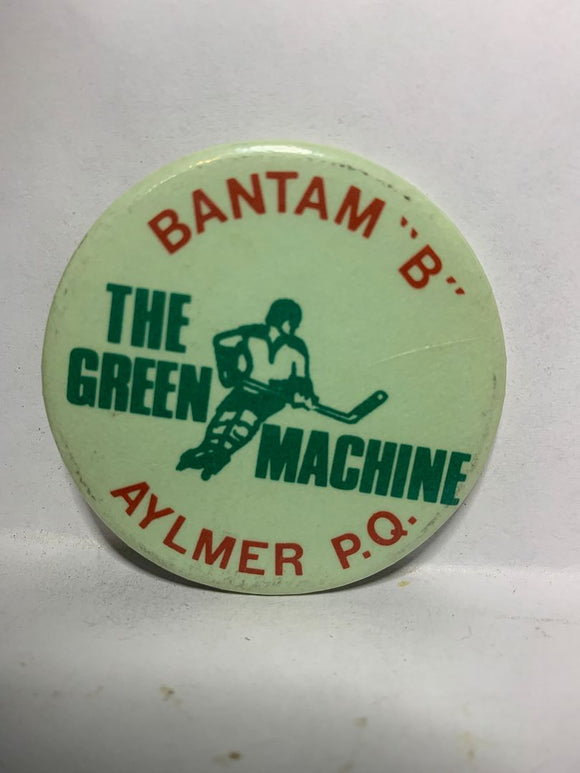 BANTAM "B"
THE
GREEN
MACHINE
AYLMER P.Q.